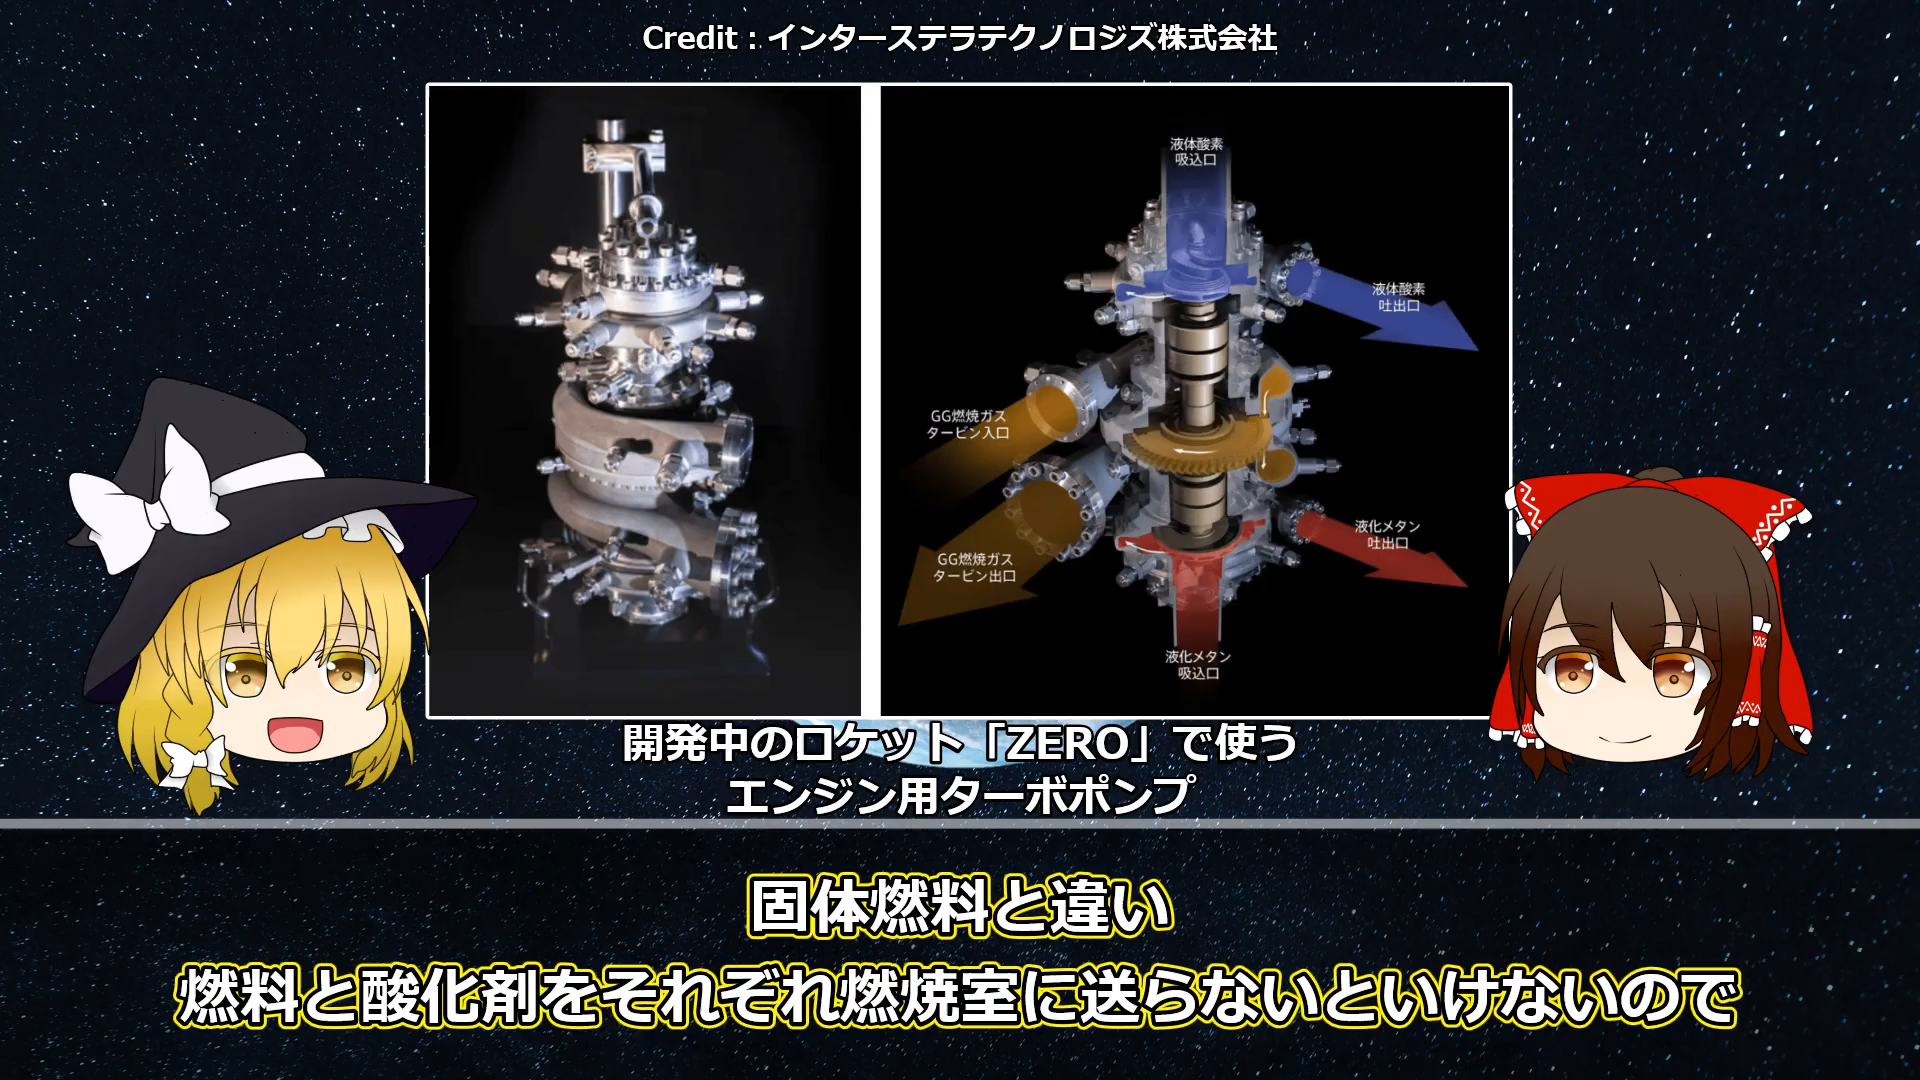 Credit：インターステラテクノロジズ株式会社
液体酸素
吸込口
液体酸素
吐出口
GG燃焼ガス
タービン入口
GG燃焼ガス
タービン出口
液化メタン
吐出口
液化メタン
吸込口
開発中のロケット「ZERO」で使う
エンジン用ターボポンプ
固体燃料と違い
燃料と酸化剤をそれぞれ燃焼室に送らないといけないので